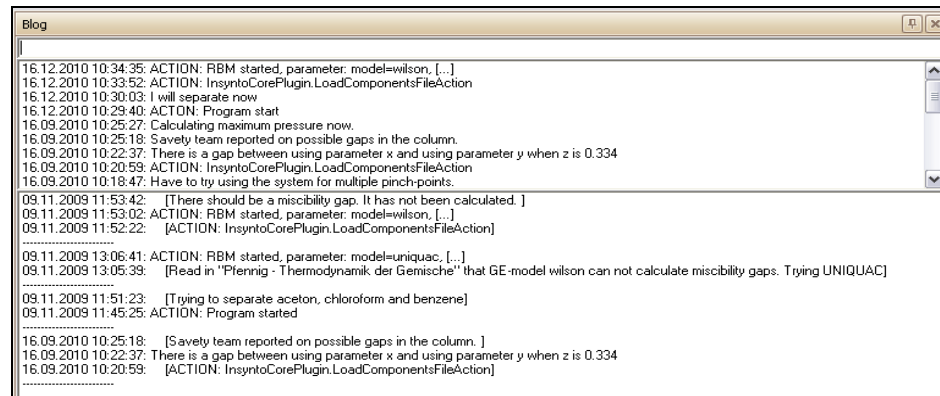 Blog
16.12.2010 10:34:35: ACTION: RBM started, parameter: model=wilson, [...]
16.12.2010 10:33:52: ACTION: InsyntoCorePlugin.LoadComponentsFileAction
16.12.2010 10:30:03: I will separate now
16.12.2010 10:29:40: ACTON: Program start
16.09.2010 10:25:27: Calculating maximum pressure now.
16.09.2010 10:25:18: Savety team reported on possible gaps in the column.
16.09.2010 10:22:37: There is a gap between using parameter x and using parameter y when z is 0.334
16.09.2010 10:20:59: ACTION: InsyntoCorePlugin.LoadComponentsFileAction
16.09.2010 10:18:47: Have to try using the system for multiple pinch-points.
09.11.2009 11:53:42: [There should be a miscibility gap. It has not been calculated. ]
09.11.2009 11:53:02: ACTION: RBM started, parameter: model=wilson, [...]
09.11.2009 11:52:22: [ACTION: InsyntoCorePlugin.LoadComponentsFileAction]
-------------------------
09.11.2009 13:06:41: ACTION: RBM started, parameter: model=uniquac, [...]
09.11.2009 13:05:39: [Read in "Pfennig - Thermodynamik der Gemische" that GE-model wilson can not calculate miscibility gaps. Trying UNIQUAC]
-------------------------
09.11.2009 11:51:23: [Trying to separate aceton, chloroform and benzene]
09.11.2009 11:45:25: ACTION: Program started
-------------------------
16.09.2010 10:25:18: [Savety team reported on possible gaps in the column. ]
16.09.2010 10:22:37: There is a gap between using parameter x and using parameter y when z is 0.334
16.09.2010 10:20:59: [ACTION: InsyntoCorePlugin.LoadComponentsFileAction]
-------------------------